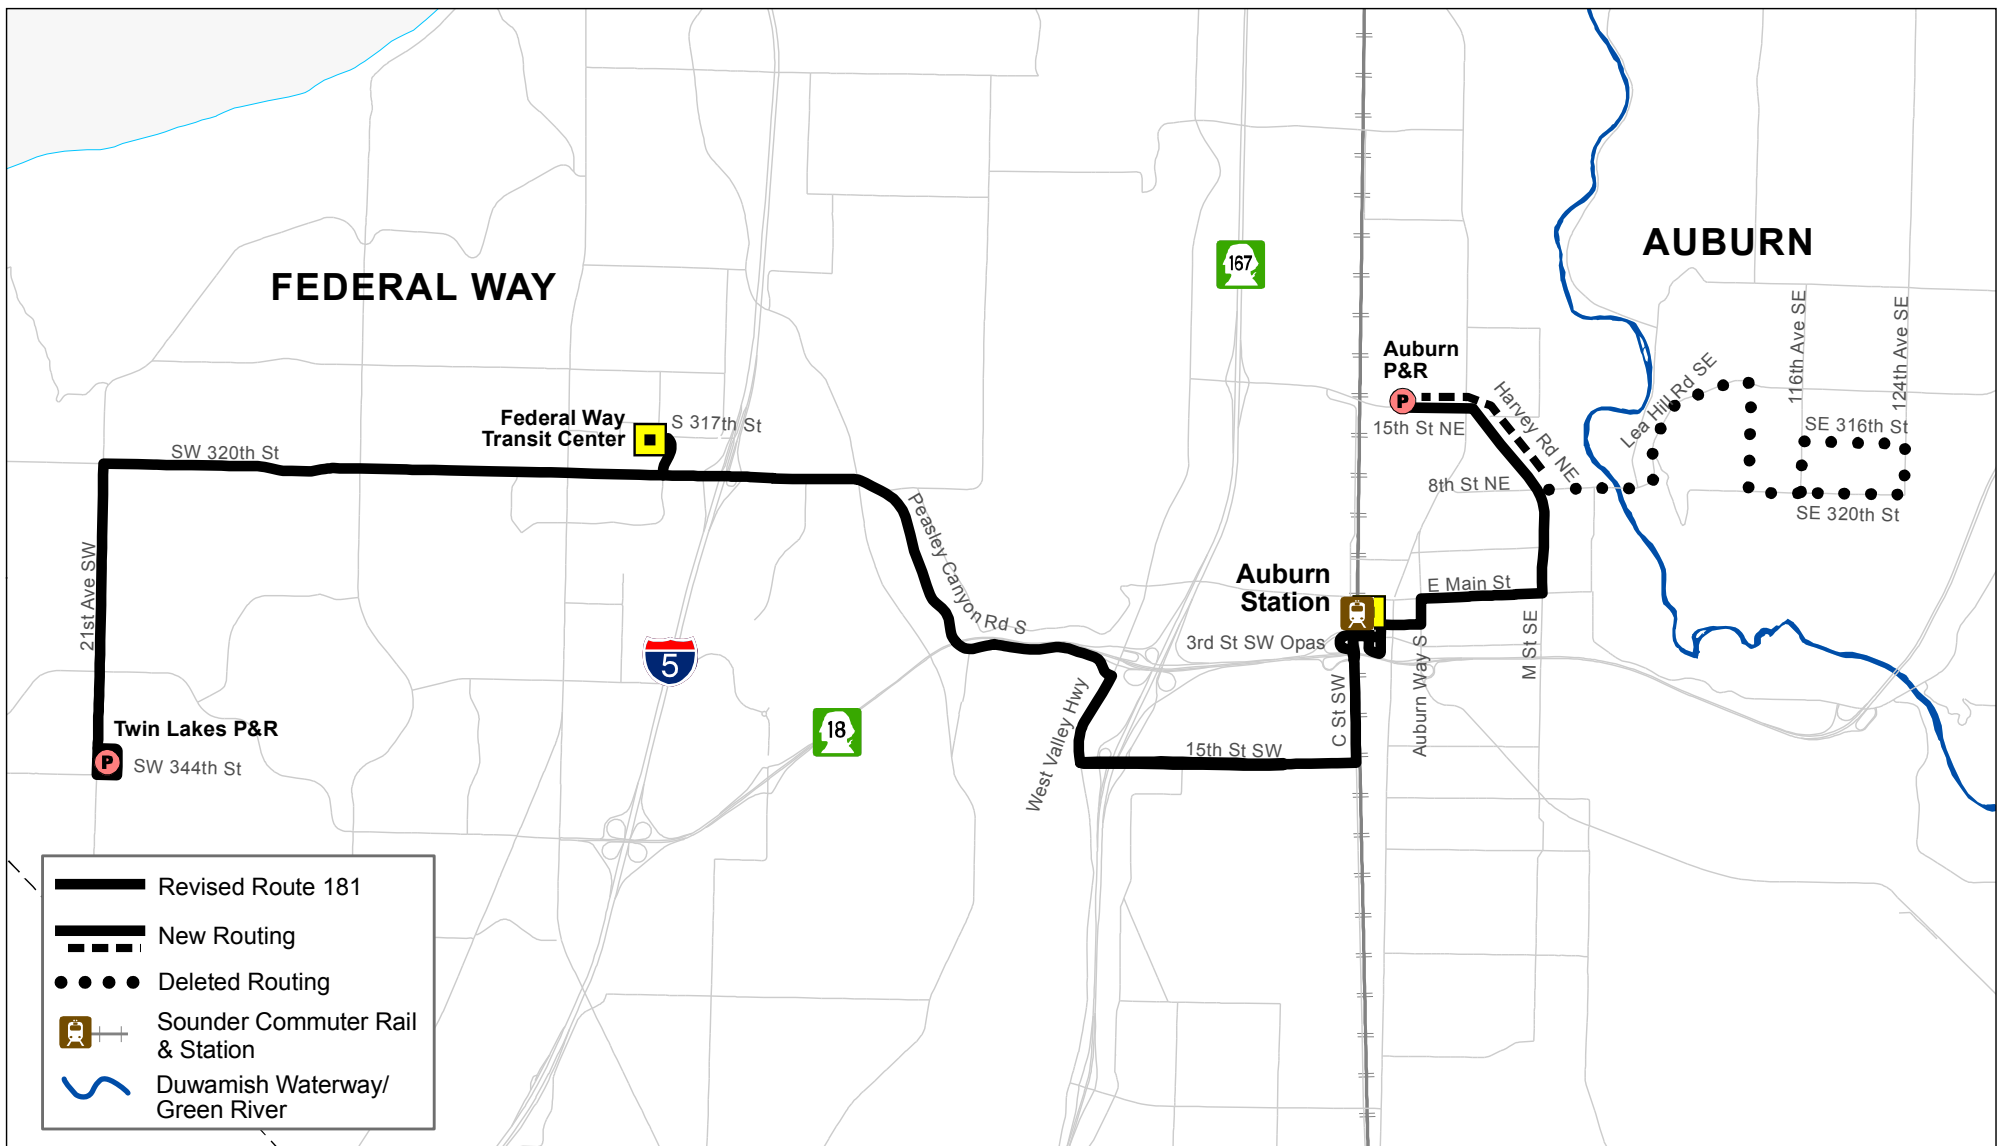 FEDERAL WAY
AUBURN
167
116th Ave SE
124th Ave SE
Auburn
P&R
P
Harvey Rd NE
Lea Hill Rd SE
SE 316th St
Federal Way
Transit Center
S 317th St
15th St NE
SW 320th St
8th St NE
SE 320th St
Peasley Canyon Rd S
21st Ave SW
Auburn
Station
E Main St
3rd St SW Opas
M St SE
Auburn Way S
C St SW
5
West Valley Hwy
18
15th St SW
Twin Lakes P&R
P
SW 344th St
Revised Route 181
New Routing
Deleted Routing
Sounder Commuter Rail
& Station
Duwamish Waterway/
Green River